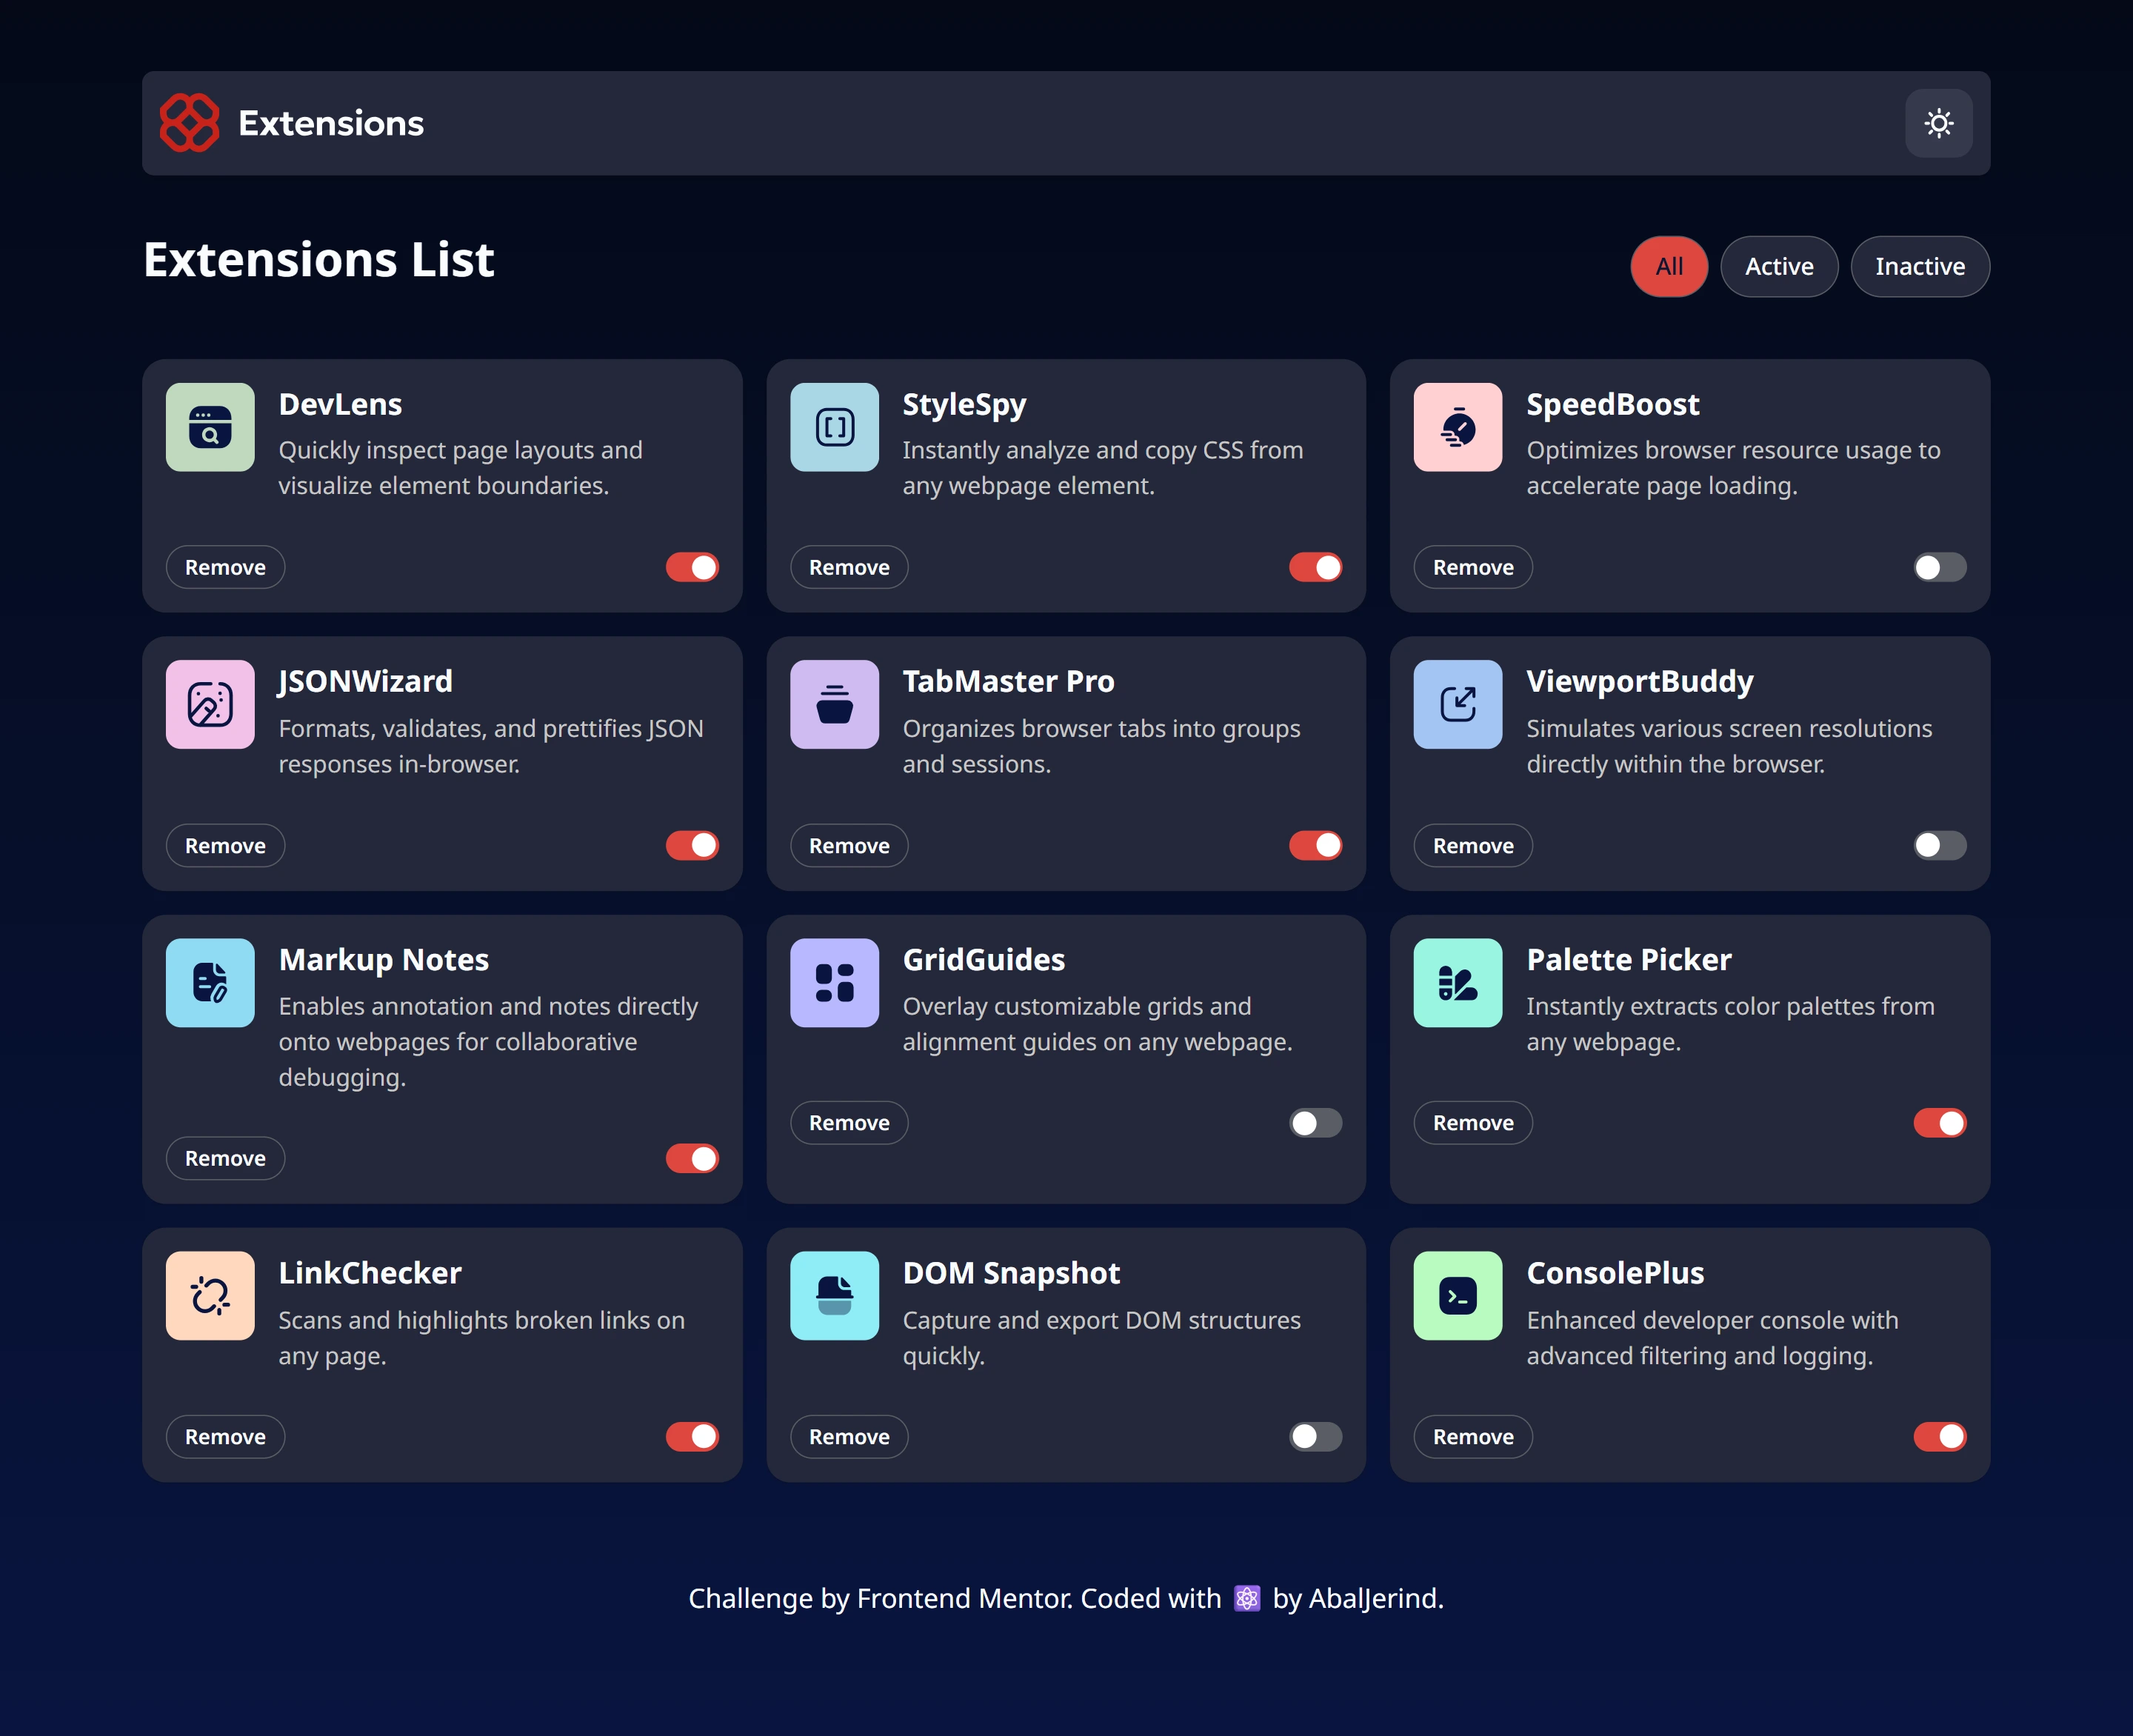 Extensions
Extensions List
All
Active
Inactive
DevLens
Quickly inspect page layouts and
visualize element boundaries.
Remove
StyleSpy
Instantly analyze and copy CSS from
any webpage element.
Remove
SpeedBoost
Optimizes browser resource usage to
accelerate page loading.
Remove
JSONWizard
Formats, validates, and prettifies JSON
responses in-browser.
Remove
TabMaster Pro
Organizes browser tabs into groups
and sessions.
Remove
ViewportBuddy
Simulates various screen resolutions
directly within the browser.
Remove
Markup Notes
Enables annotation and notes directly
onto webpages for collaborative
debugging.
Remove
GridGuides
Overlay customizable grids and
alignment guides on any webpage.
Remove
Palette Picker
Instantly extracts color palettes from
any webpage.
Remove
LinkChecker
Scans and highlights broken links on
any page.
Remove
DOM Snapshot
Capture and export DOM structures
quickly.
Remove
ConsolePlus
Enhanced developer console with
advanced filtering and logging.
Remove
Challenge by Frontend Mentor. Coded with ⚛️ by AbalJerind.